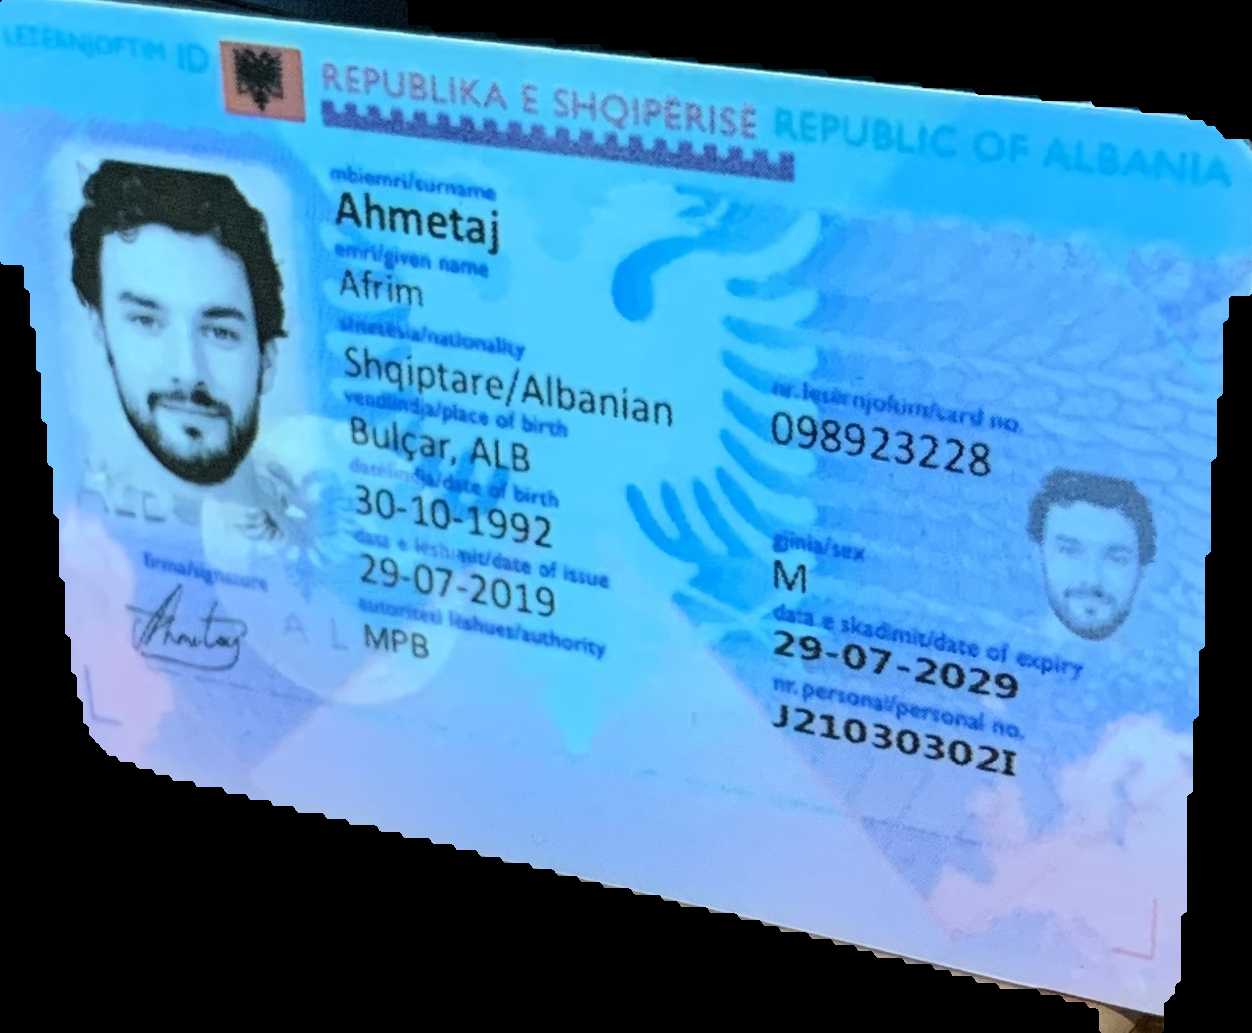 LETËRNJOFTIM ID
REPUBLIKA E SHQIPËRISË REPUBLIC OF ALBANIA
mbiemri/surname
Ahmetaj
emri/given name
Afrim
shtetësia/nationality
Shqiptare/Albanian
vendlindja/place of birth
Bulçar, ALB
datëlindja/date of birth
30-10-1992
data e lëshimit/date of issue
29-07-2019
autoriteti lëshues/authority
MPB
nr. letërnjoftimi/card no.
098923228
gjinia/sex
M
data e skadimit/date of expiry
29-07-2029
nr. personal/personal no.
J21030302I
firma/signature
Ahmetaj